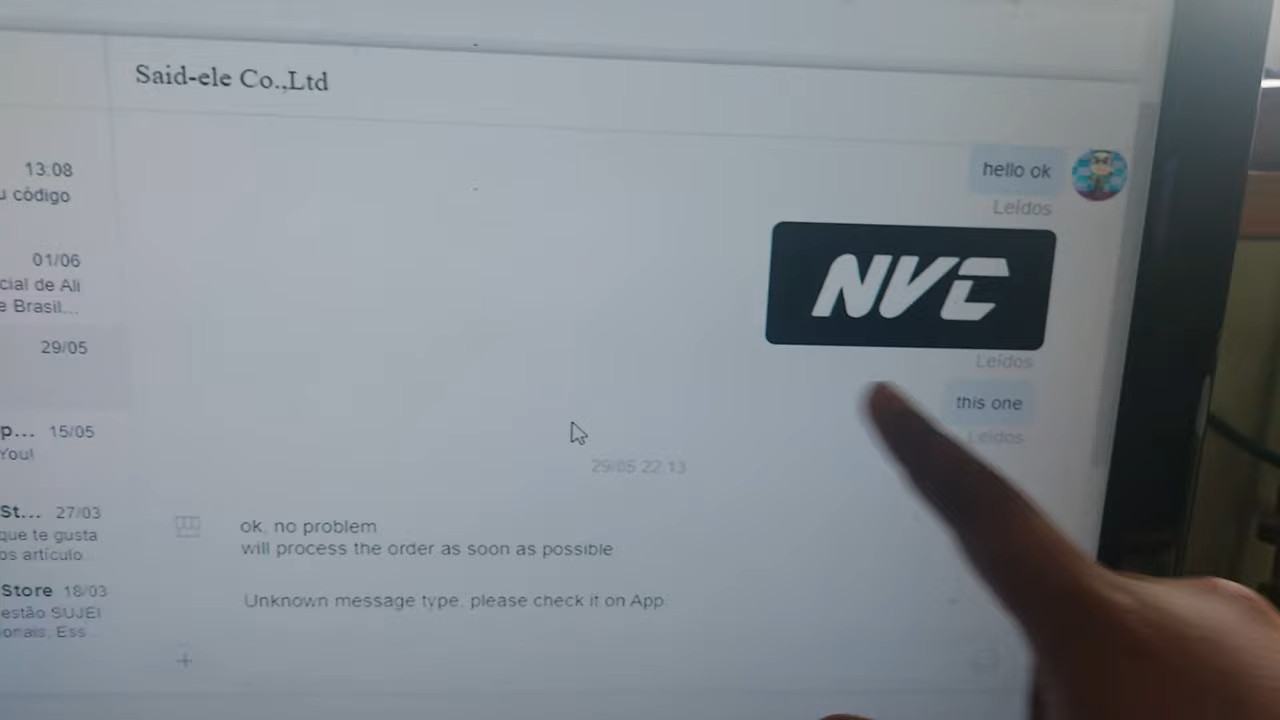 Said-ele Co.,Ltd
13:08
u código
01/06
cial de Ali
e Brasil...
29/05
p... 15/05
You!
St... 27/03
que te gusta
os artículo
Store 18/03
estão SUJEI
ionais. Ess
hello ok
Leídos
NVC
Leídos
this one
Leídos
29/05 22:13
ok, no problem
will process the order as soon as possible
Unknown message type, please check it on App